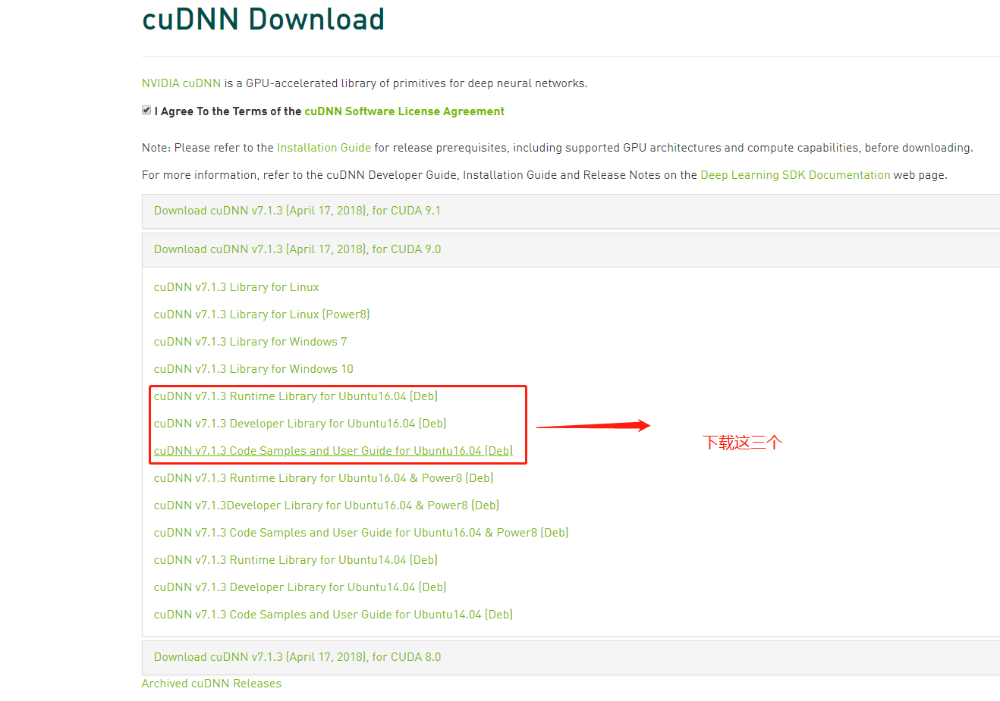 cuDNN Download
NVIDIA cuDNN is a GPU-accelerated library of primitives for deep neural networks.
I Agree To the Terms of the cuDNN Software License Agreement
Note: Please refer to the Installation Guide for release prerequisites, including supported GPU architectures and compute capabilities, before downloading.
For more information, refer to the cuDNN Developer Guide, Installation Guide and Release Notes on the Deep Learning SDK Documentation web page.
Download cuDNN v7.1.3 (April 17, 2018), for CUDA 9.1
Download cuDNN v7.1.3 (April 17, 2018), for CUDA 9.0
cuDNN v7.1.3 Library for Linux
cuDNN v7.1.3 Library for Linux (Power8)
cuDNN v7.1.3 Library for Windows 7
cuDNN v7.1.3 Library for Windows 10
cuDNN v7.1.3 Runtime Library for Ubuntu16.04 (Deb)
cuDNN v7.1.3 Developer Library for Ubuntu16.04 (Deb)
cuDNN v7.1.3 Code Samples and User Guide for Ubuntu16.04 (Deb)
下载这三个
cuDNN v7.1.3 Runtime Library for Ubuntu16.04 & Power8 (Deb)
cuDNN v7.1.3Developer Library for Ubuntu16.04 & Power8 (Deb)
cuDNN v7.1.3 Code Samples and User Guide for Ubuntu16.04 & Power8 (Deb)
cuDNN v7.1.3 Runtime Library for Ubuntu14.04 (Deb)
cuDNN v7.1.3 Developer Library for Ubuntu14.04 (Deb)
cuDNN v7.1.3 Code Samples and User Guide for Ubuntu14.04 (Deb)
Download cuDNN v7.1.3 (April 17, 2018), for CUDA 8.0
Archived cuDNN Releases